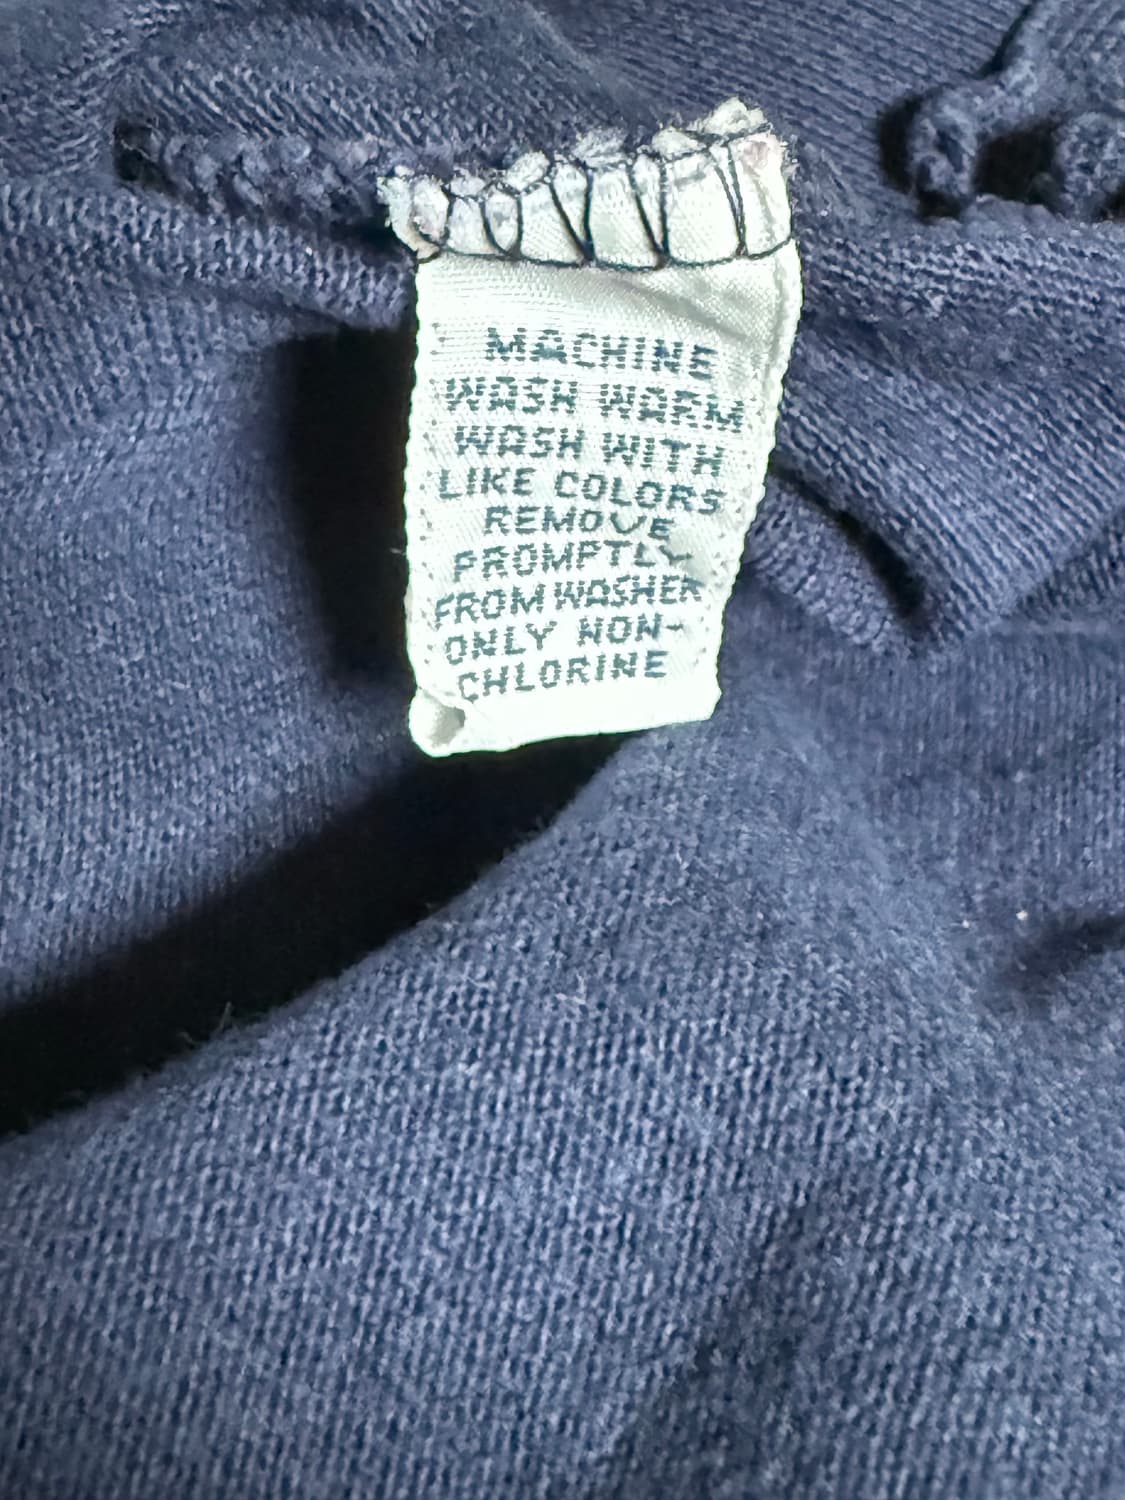 MACHINE
WASH WARM
WASH WITH
LIKE COLORS
REMOVE
PROMPTLY
FROM WASHER
ONLY NON-
CHLORINE